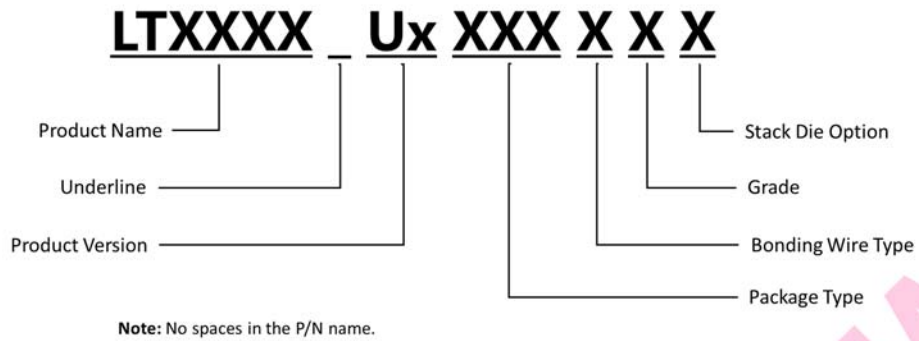 LTXXXX _ Ux XXX X X X
Product Name
Stack Die Option
Underline
Grade
Product Version
Bonding Wire Type
Package Type
Note: No spaces in the P/N name.